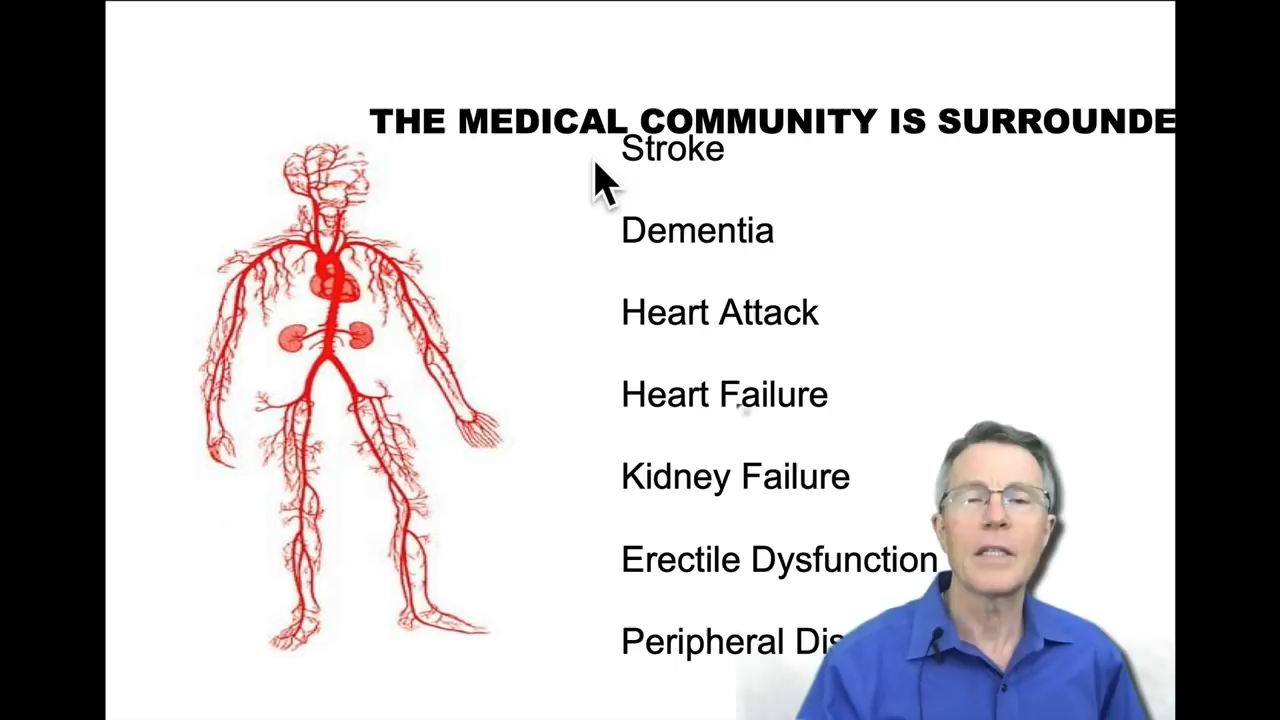 THE MEDICAL COMMUNITY IS SURROUNDE
Stroke
Dementia
Heart Attack
Heart Failure
Kidney Failure
Erectile Dysfunction
Peripheral Dis